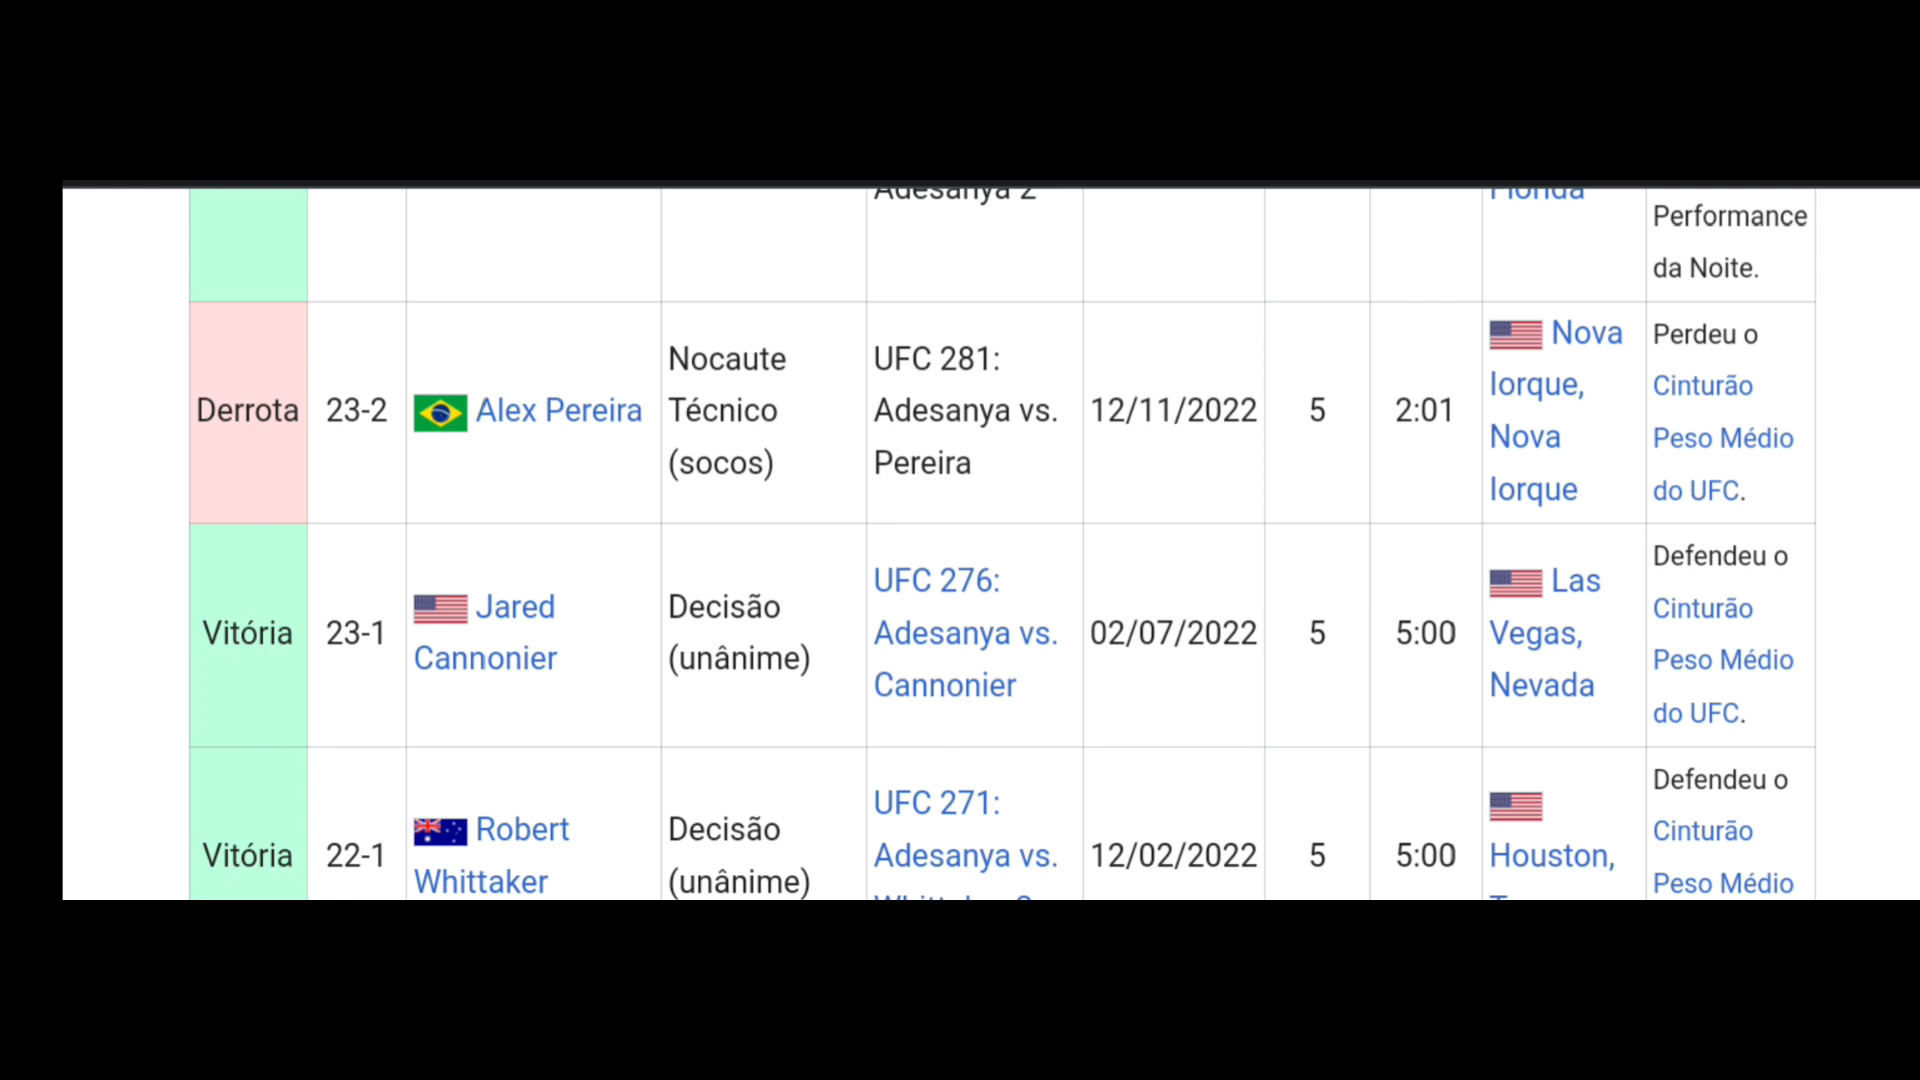 Adesanya 2
Florida
Performance
da Noite.
Derrota
23-2
Alex Pereira
Nocaute
Técnico
(socos)
UFC 281:
Adesanya vs.
Pereira
12/11/2022
5
2:01
Nova
Iorque,
Nova
Iorque
Perdeu o
Cinturão
Peso Médio
do UFC.
Vitória
23-1
Jared
Cannonier
Decisão
(unânime)
UFC 276:
Adesanya vs.
Cannonier
02/07/2022
5
5:00
Las
Vegas,
Nevada
Defendeu o
Cinturão
Peso Médio
do UFC.
Vitória
22-1
Robert
Whittaker
Decisão
(unânime)
UFC 271:
Adesanya vs.
12/02/2022
5
5:00
Houston,
Defendeu o
Cinturão
Peso Médio